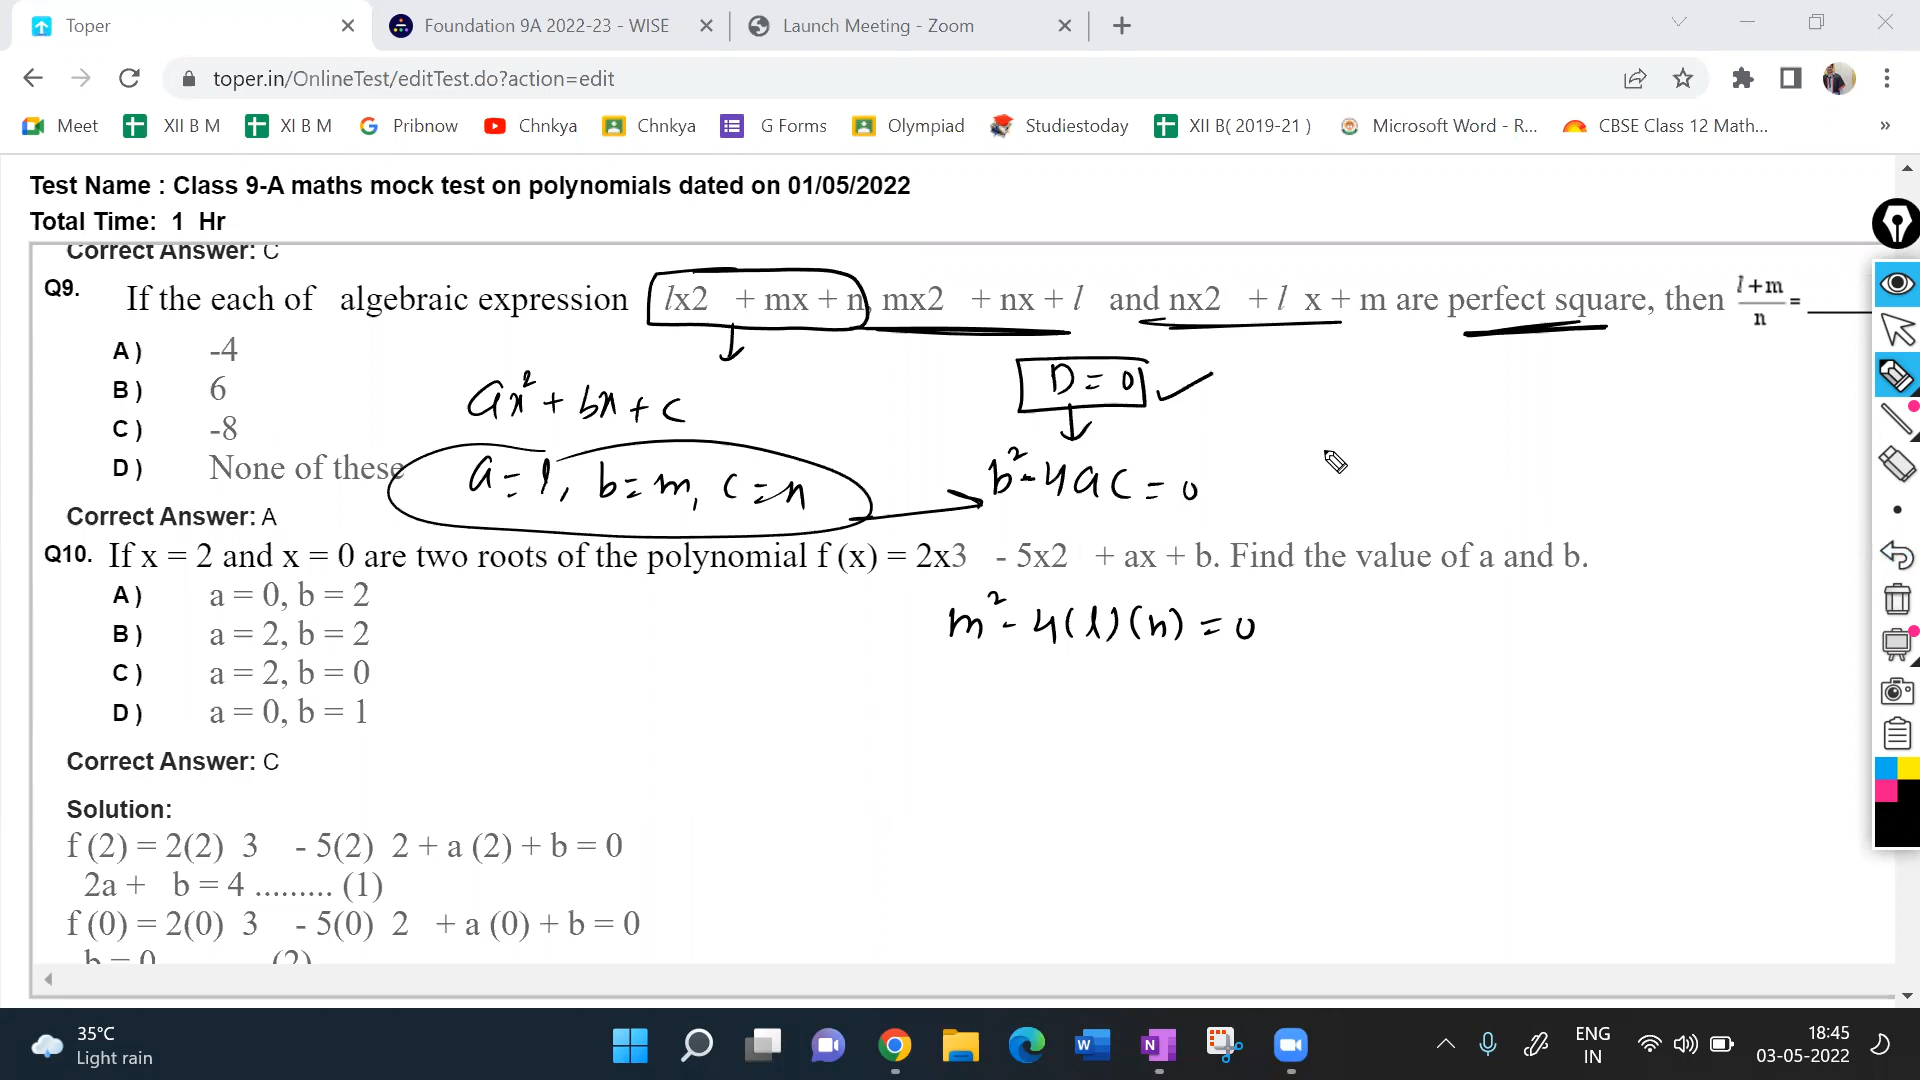 Toper
Foundation 9A 2022-23 - WISE
Launch Meeting - Zoom
toper.in/OnlineTest/editTest.do?action=edit
Meet XII B M XI B M Pribnow Chnkya Chnkya G Forms Olympiad Studiestoday XII B( 2019-21 ) Microsoft Word - R... CBSE Class 12 Math... »
Test Name : Class 9-A maths mock test on polynomials dated on 01/05/2022
Total Time: 1 Hr
Correct Answer: C
Q9. If the each of algebraic expression lx2 + mx + n, mx2 + nx + l and nx2 + l x + m are perfect square, then (l+m)/n = ____
A ) -4
B ) 6
C ) -8
D ) None of these
ax² + bx + c
D = 0
a = l, b = m, c = n
b² - 4ac = 0
Correct Answer: A
Q10. If x = 2 and x = 0 are two roots of the polynomial f (x) = 2x3 - 5x2 + ax + b. Find the value of a and b.
A ) a = 0, b = 2
B ) a = 2, b = 2
C ) a = 2, b = 0
D ) a = 0, b = 1
m² - 4(l)(n) = 0
Correct Answer: C
Solution:
f (2) = 2(2) 3 - 5(2) 2 + a (2) + b = 0
2a + b = 4 ......... (1)
f (0) = 2(0) 3 - 5(0) 2 + a (0) + b = 0
b = 0 (2)
35°C
Light rain
ENG
IN
18:45
03-05-2022